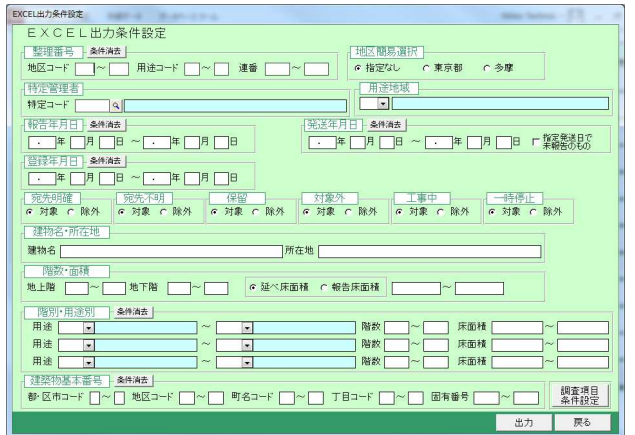 EXCEL出力条件設定
ＥＸＣＥＬ出力条件設定
整理番号 条件消去
地区コード ～ 用途コード ～ 連番 ～
地区簡易選択
指定なし 東京都 多摩
特定管理者
特定コード
用途地域
報告年月日 条件消去
. 年 月 日 ～ . 年 月 日
発送年月日 条件消去
. 年 月 日 ～ . 年 月 日
指定発送日で
未報告のもの
登録年月日 条件消去
. 年 月 日 ～ . 年 月 日
宛先明確 宛先不明 保留 対象外 工事中 一時停止
対象 除外 対象 除外 対象 除外 対象 除外 対象 除外 対象 除外
建物名・所在地
建物名 所在地
階数・面積
地上階 ～ 地下階 ～ 延べ床面積 報告床面積 ～
階別・用途別 条件消去
用途 ～ 階数 ～ 床面積 ～
用途 ～ 階数 ～ 床面積 ～
用途 ～ 階数 ～ 床面積 ～
建築物基本番号 条件消去
都・区市コード ～ 地区コード ～ 町名コード ～ 丁目コード ～ 固有番号 ～
調査項目
条件設定
出力 戻る